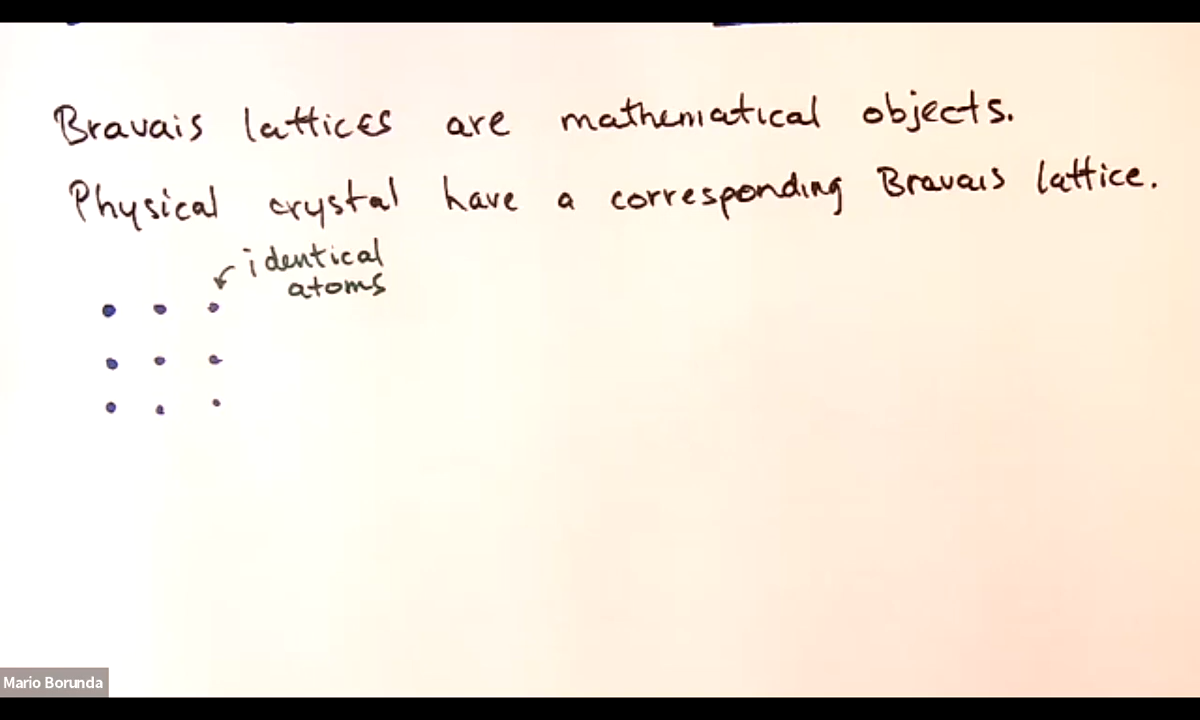 Bravais lattices are mathematical objects.
Physical crystal have a corresponding Bravais lattice.
identical
atoms
Mario Borunda